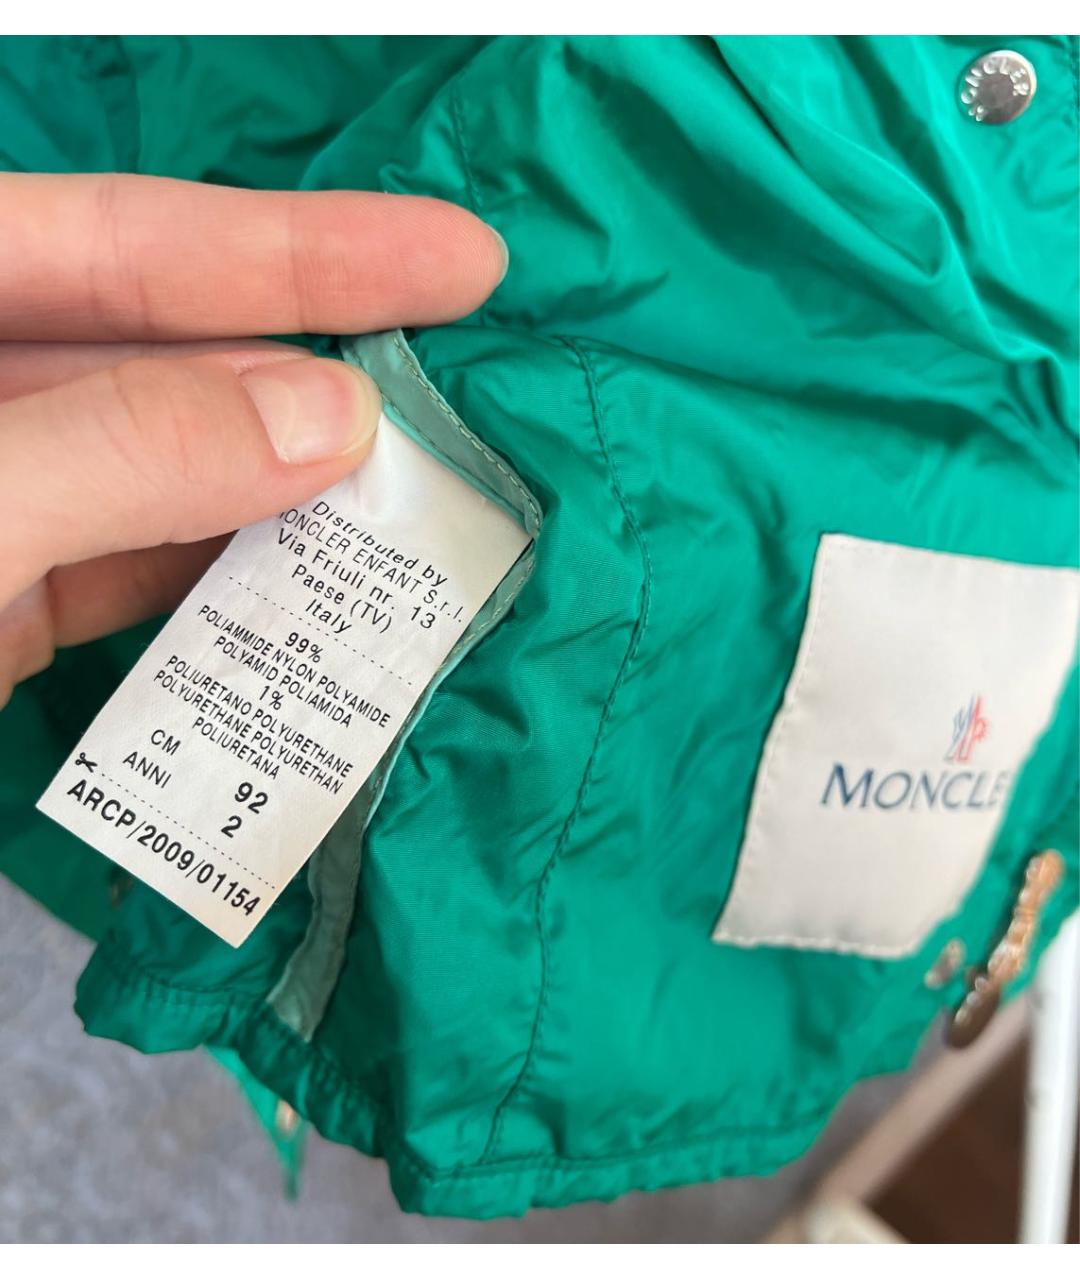 MONCLER
Distributed by
MONCLER ENFANT S.r.l.
Via Friuli nr. 13
Paese (TV)
Italy
99%
POLIAMMIDE NYLON POLYAMIDE
POLYAMID POLIAMIDA
1%
POLIURETANO POLYURETHANE
POLYURETHANE POLYURETHAN
POLIURETANA
CM 92
ANNI 2
ARCP/2009/01154
MONCLE